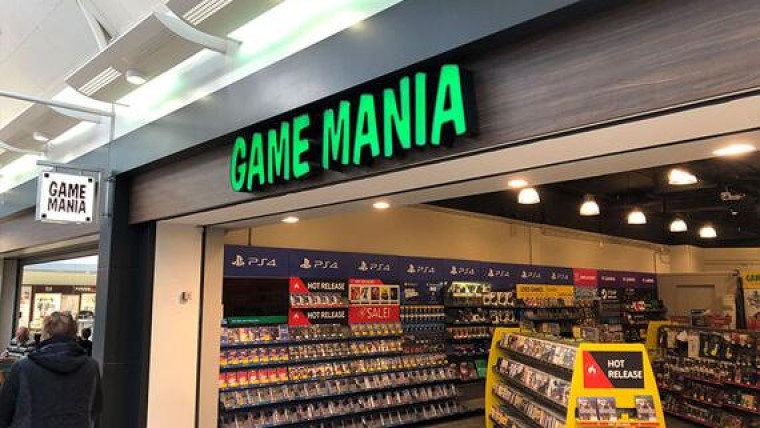 GAME MANIA
GAME
MANIA
PS4
PS4
PS4
PS4
PS4
PS4
PS4
HOT RELEASE
HOT RELEASE
SALE!
HOT
RELEASE